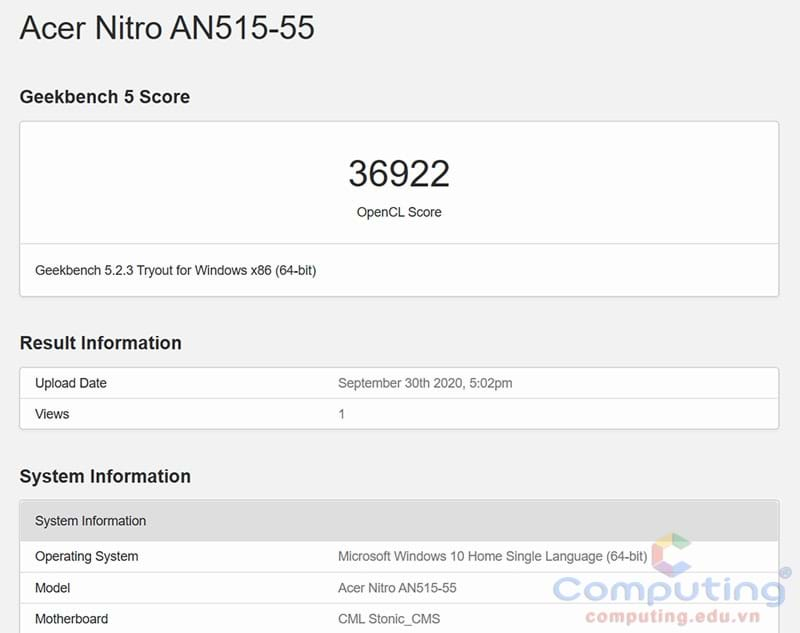 Acer Nitro AN515-55
Geekbench 5 Score
36922
OpenCL Score
Geekbench 5.2.3 Tryout for Windows x86 (64-bit)
Result Information
Upload Date September 30th 2020, 5:02pm
Views 1
System Information
System Information
Operating System Microsoft Windows 10 Home Single Language (64-bit)
Model Acer Nitro AN515-55
Motherboard CML Stonic_CMS
Computing®
computing.edu.vn